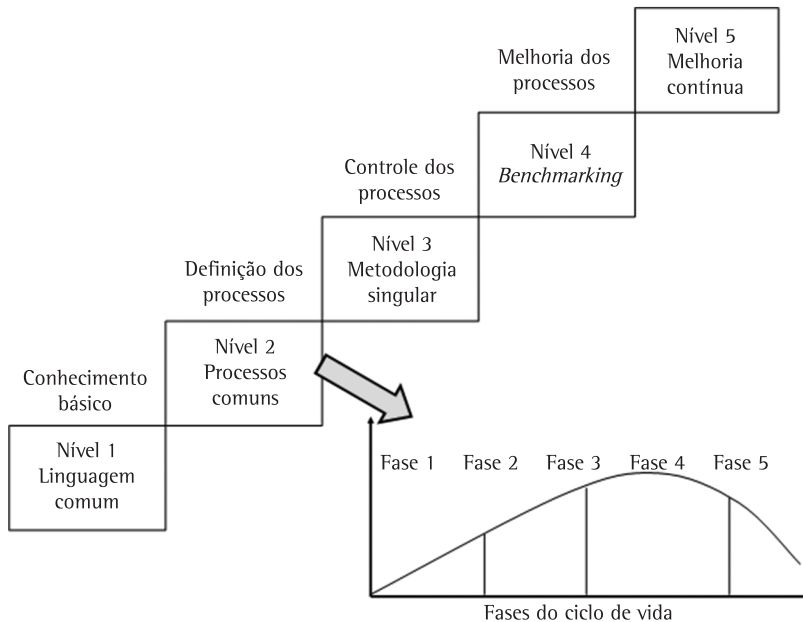 Nível 5
Melhoria
contínua
Melhoria dos
processos
Nível 4
Benchmarking
Controle dos
processos
Nível 3
Metodologia
singular
Definição dos
processos
Nível 2
Processos
comuns
Conhecimento
básico
Nível 1
Linguagem
comum
Fase 1 Fase 2 Fase 3 Fase 4 Fase 5
Fases do ciclo de vida